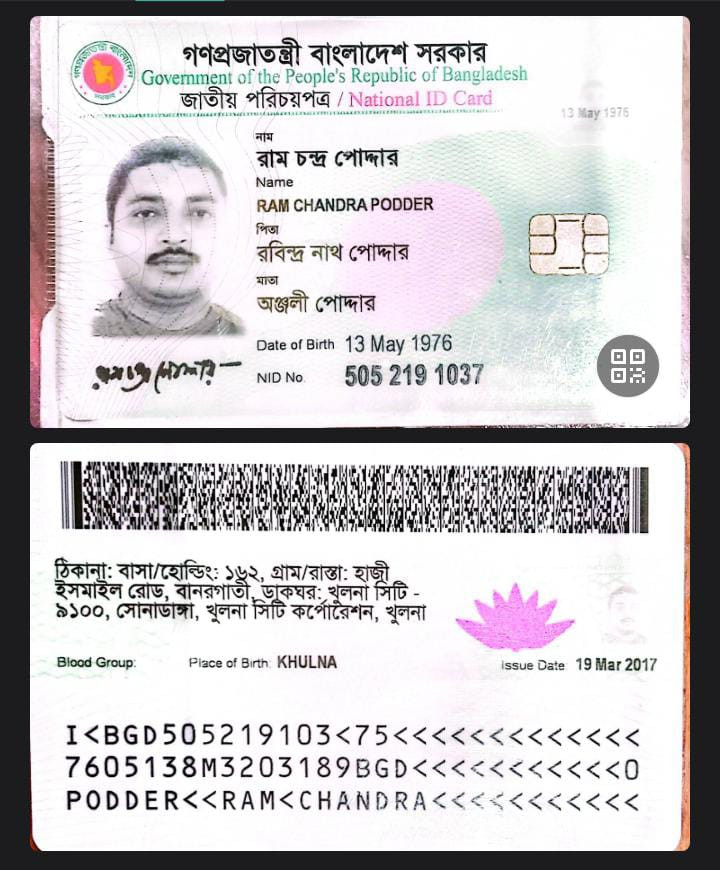 গণপ্রজাতন্ত্রী বাংলাদেশ সরকার
Government of the People's Republic of Bangladesh
জাতীয় পরিচয়পত্র / National ID Card
13 May 1976
নাম
রাম চন্দ্র পোদ্দার
Name
RAM CHANDRA PODDER
পিতা
রবিন্দ্র নাথ পোদ্দার
মাতা
অঞ্জলী পোদ্দার
Date of Birth 13 May 1976
NID No. 505 219 1037
ঠিকানা: বাসা/হোল্ডিং: ১৬২, গ্রাম/রাস্তা: হাজী
ইসমাইল রোড, বানরগাতী, ডাকঘর: খুলনা সিটি -
৯১০০, সোনাডাঙ্গা, খুলনা সিটি কর্পোরেশন, খুলনা
Blood Group: Place of Birth: KHULNA Issue Date: 19 Mar 2017
I<BGD505219103<75<<<<<<<<<<<<<
7605138M3203189BGD<<<<<<<<<<<0
PODDER<<RAM<CHANDRA<<<<<<<<<<<